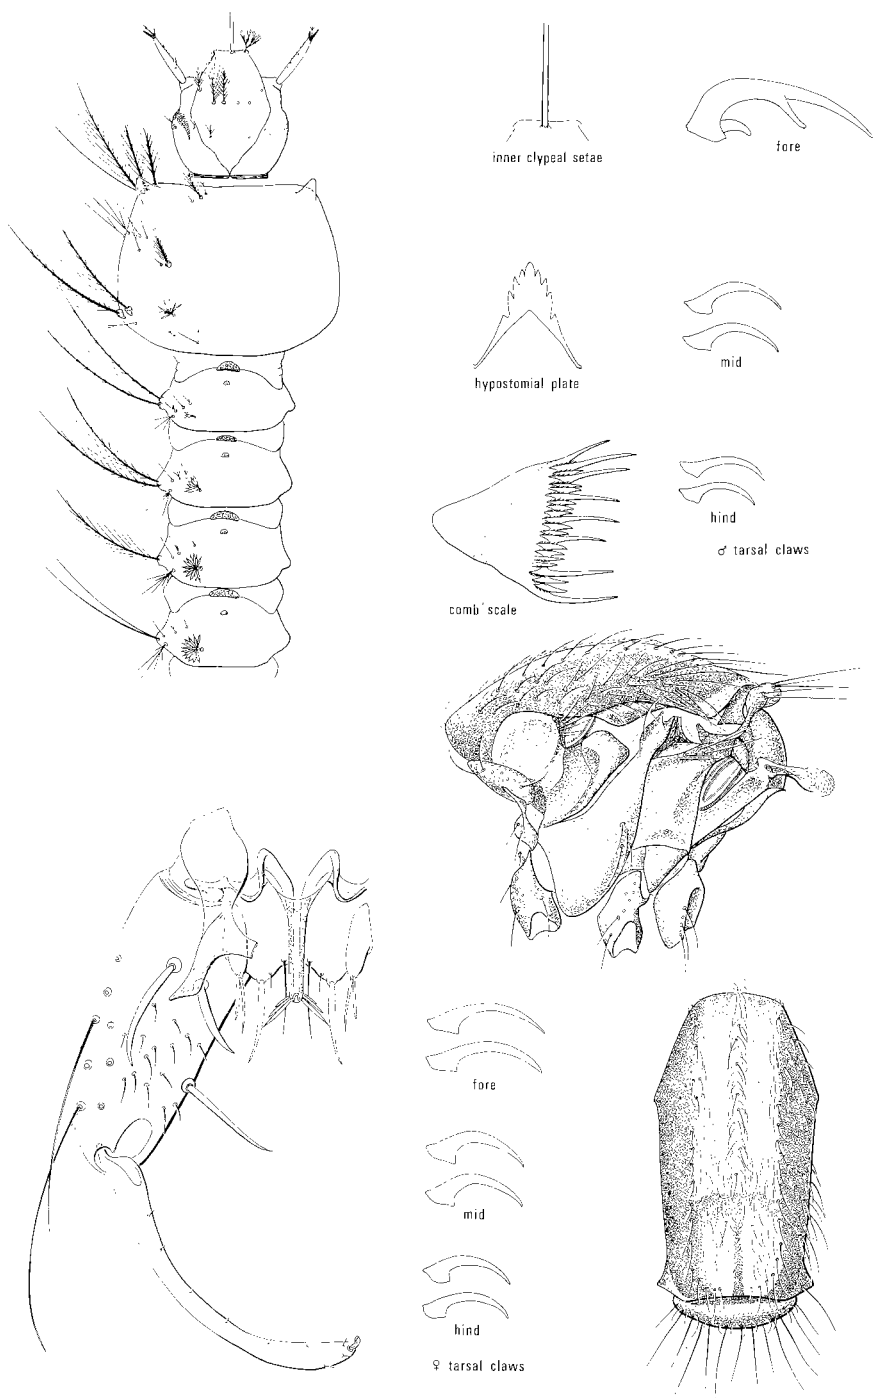 inner clypeal setae
fore
hypostomial plate
mid
hind
♂ tarsal claws
comb scale
fore
mid
hind
♀ tarsal claws